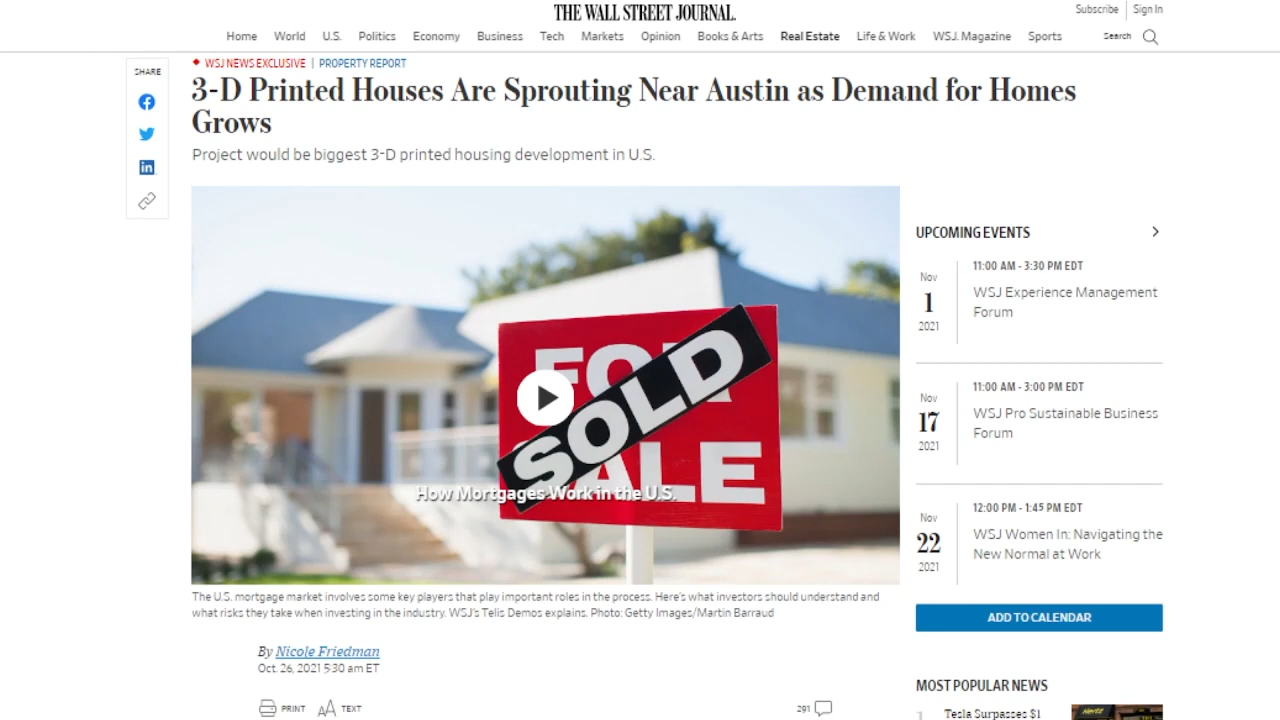 THE WALL STREET JOURNAL.
Subscribe
Sign In
Home World U.S. Politics Economy Business Tech Markets Opinion Books & Arts Real Estate Life & Work WSJ. Magazine Sports
Search
SHARE
WSJ NEWS EXCLUSIVE | PROPERTY REPORT
3-D Printed Houses Are Sprouting Near Austin as Demand for Homes
Grows
Project would be biggest 3-D printed housing development in U.S.
FOR
SOLD
SALE
How Mortgages Work in the U.S.
The U.S. mortgage market involves some key players that play important roles in the process. Here's what investors should understand and
what risks they take when investing in the industry. WSJ's Telis Demos explains. Photo: Getty Images/Martin Barraud
By Nicole Friedman
Oct. 26, 2021 5:30 am ET
PRINT
TEXT
291
UPCOMING EVENTS
Nov
1
2021
11:00 AM - 3:30 PM EDT
WSJ Experience Management
Forum
Nov
17
2021
11:00 AM - 3:00 PM EDT
WSJ Pro Sustainable Business
Forum
Nov
22
2021
12:00 PM - 1:45 PM EDT
WSJ Women In: Navigating the
New Normal at Work
ADD TO CALENDAR
MOST POPULAR NEWS
1
Tesla Surpasses $1
Hertz